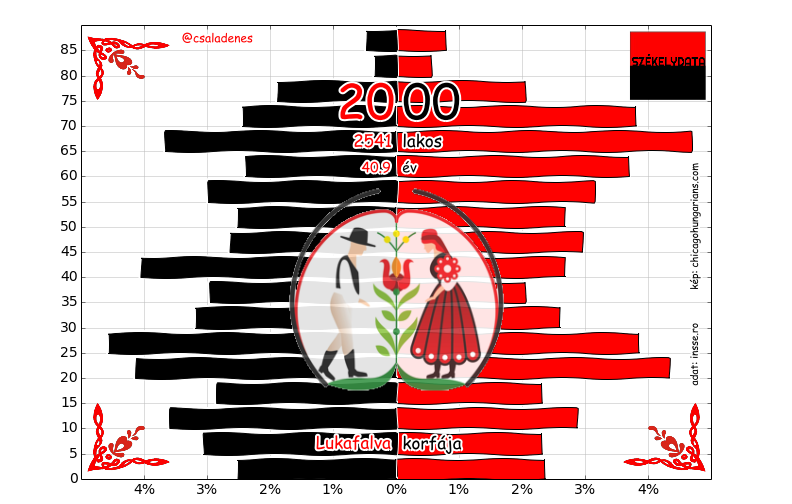 @csaladenes
SZÉKELYDATA
2000
2541 lakos
40.9 év
kép: chicagohungarians.com
adat: insse.ro
Lukafalva korfája
85
80
75
70
65
60
55
50
45
40
35
30
25
20
15
10
5
0
4% 3% 2% 1% 0% 1% 2% 3% 4%